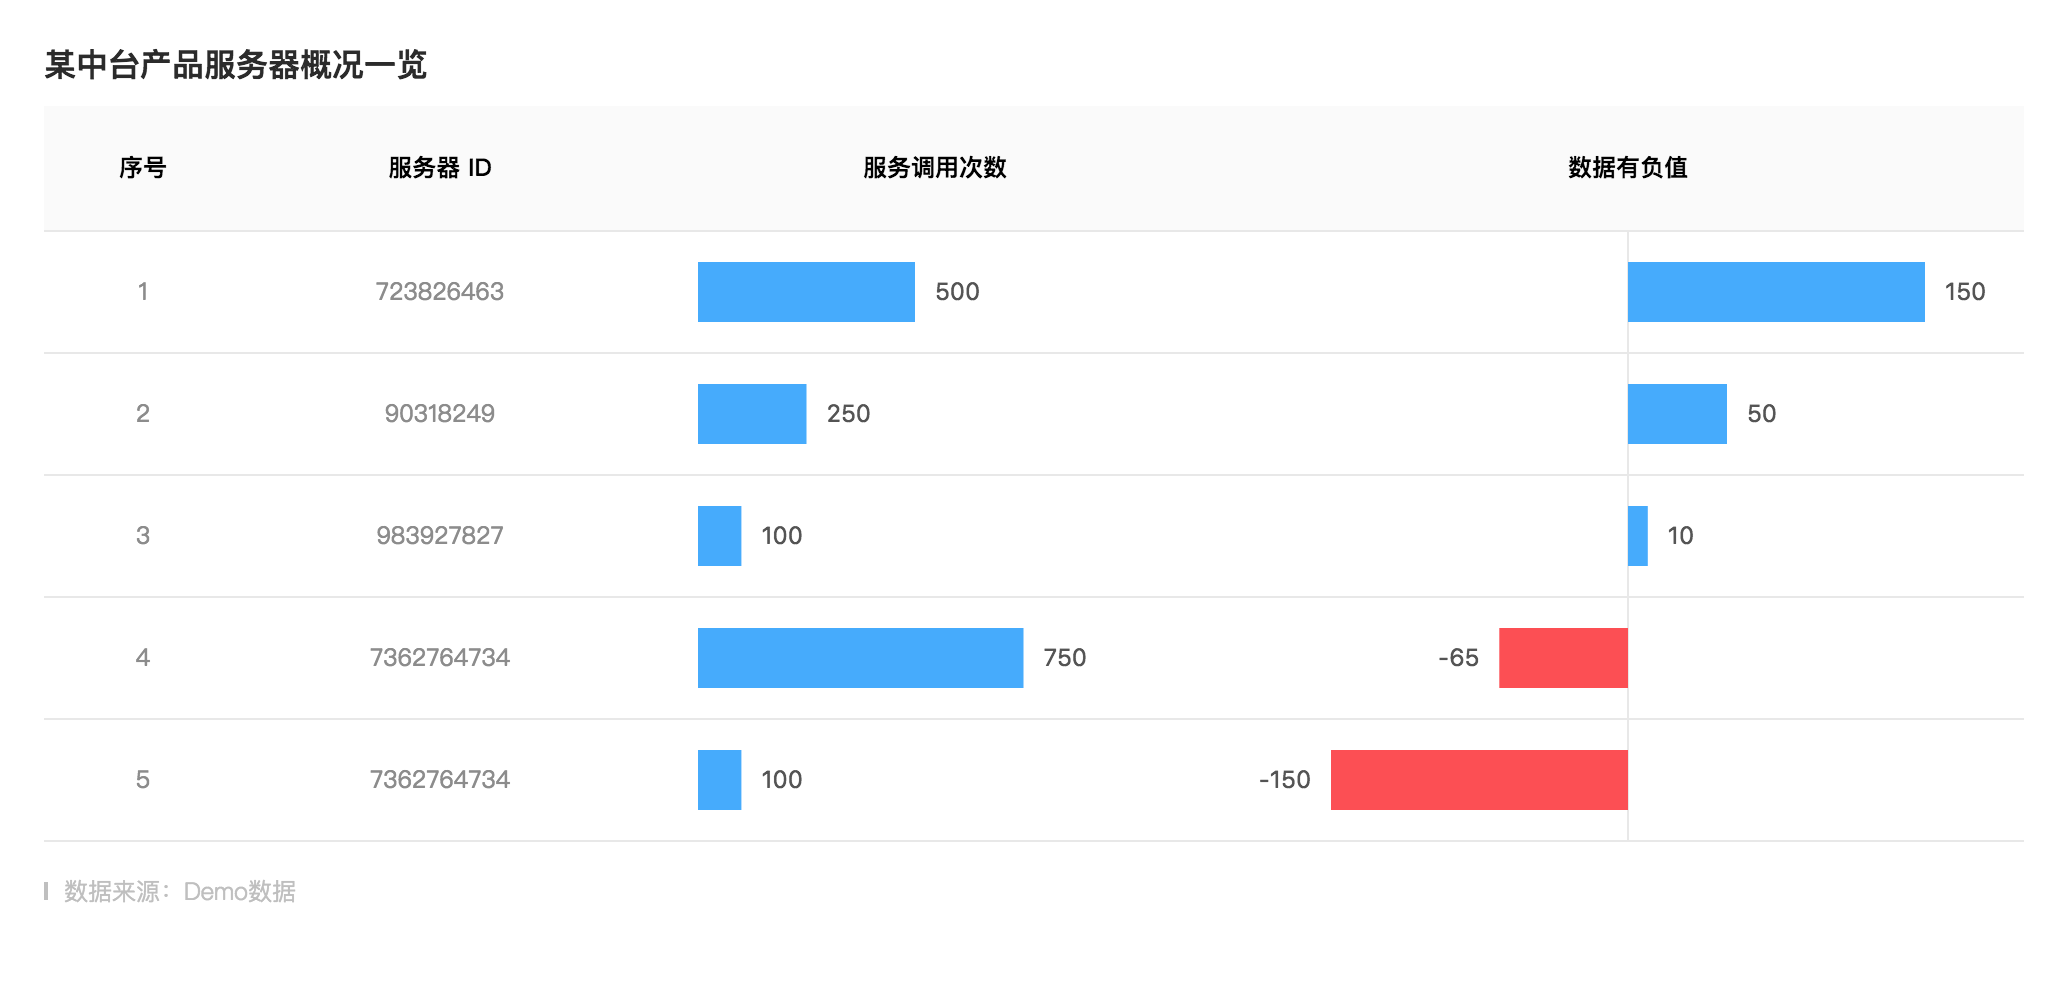 某中台产品服务器概况一览
序号 服务器 ID 服务调用次数 数据有负值
1 723826463 500 150
2 90318249 250 50
3 983927827 100 10
4 7362764734 750 -65
5 7362764734 100 -150
数据来源：Demo数据